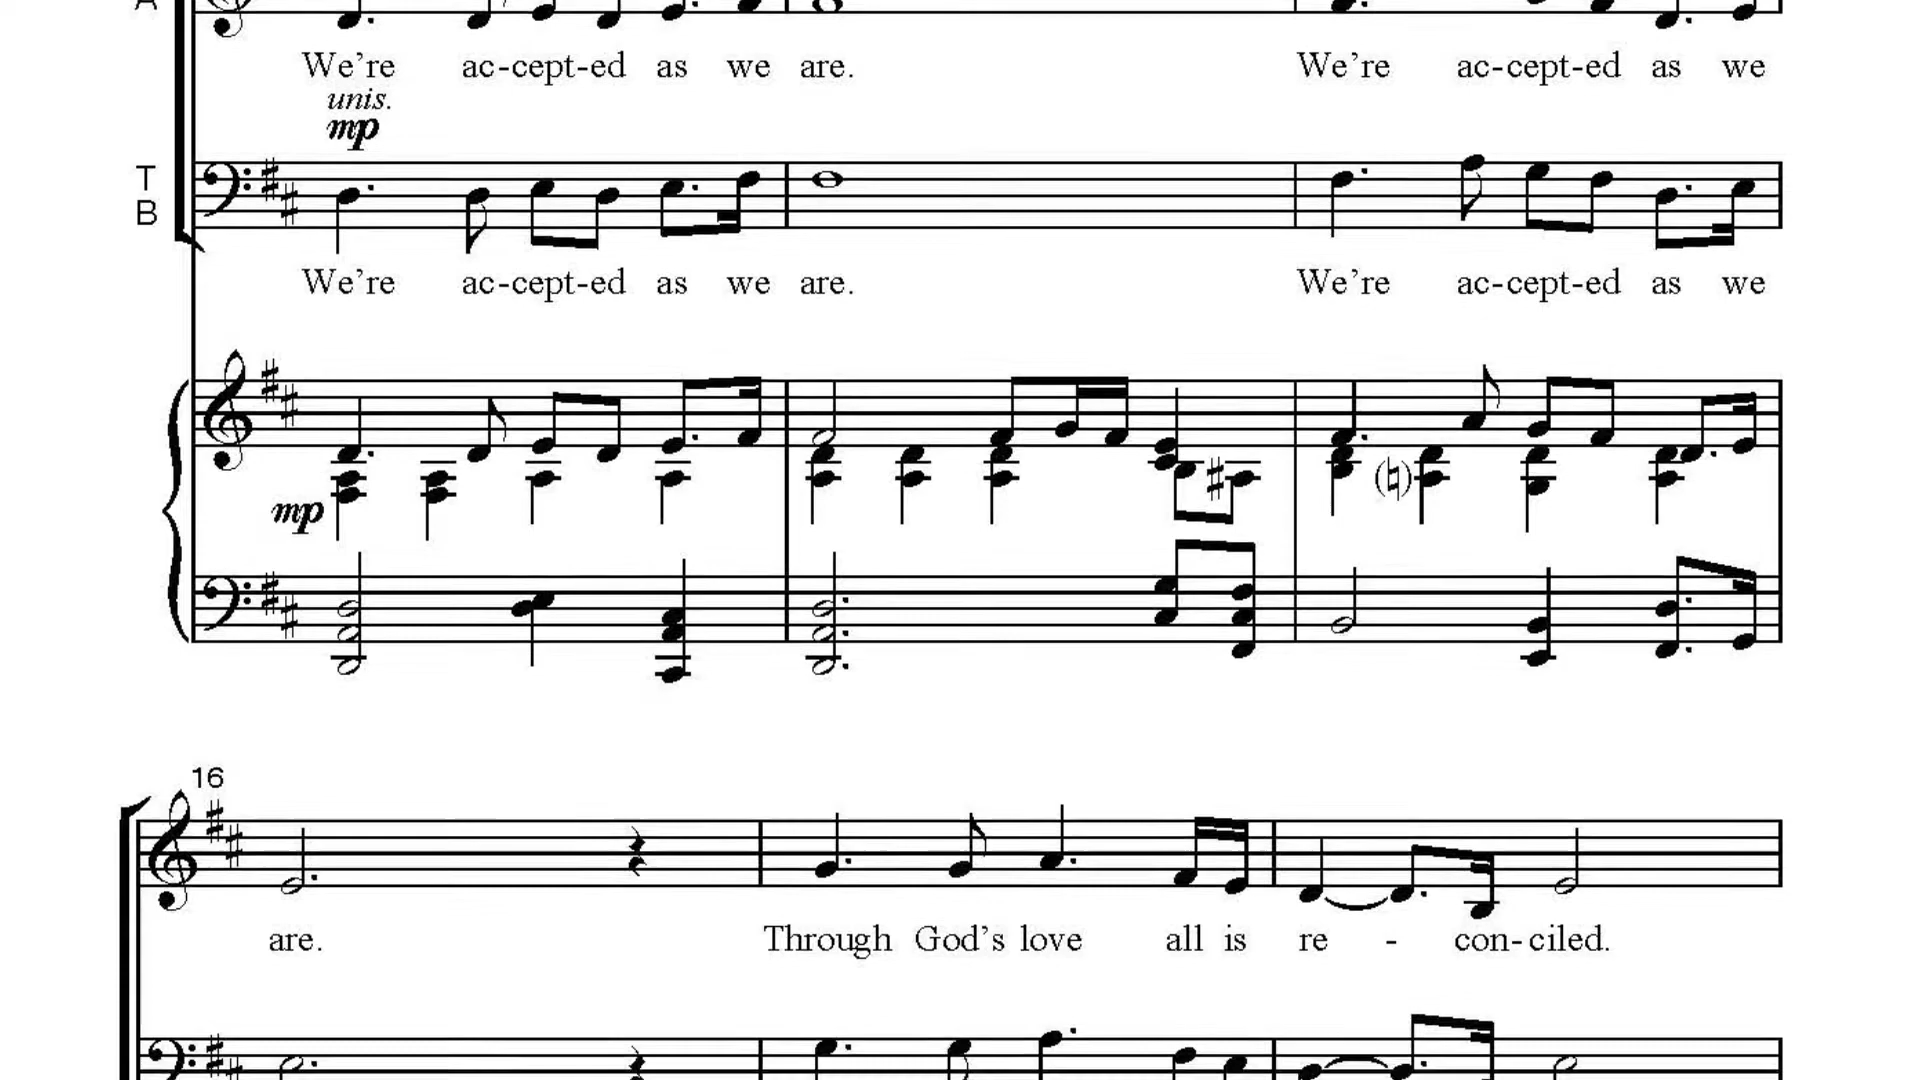 A
We're ac-cept-ed as we are. We're ac-cept-ed as we
unis.
mp
T
B
We're ac-cept-ed as we are. We're ac-cept-ed as we
mp
16
are. Through God's love all is re - con-ciled.